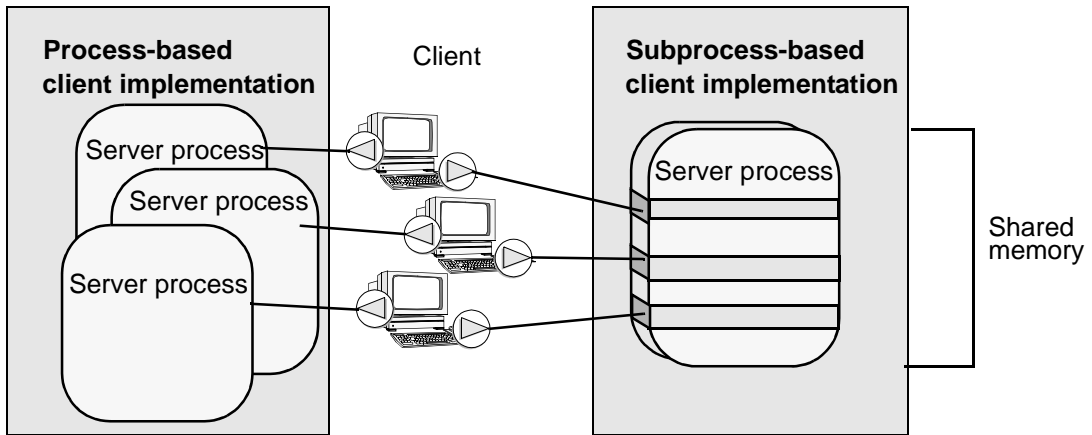 Process-based
client implementation
Server process
Server process
Server process
Client
Subprocess-based
client implementation
Server process
Shared
memory